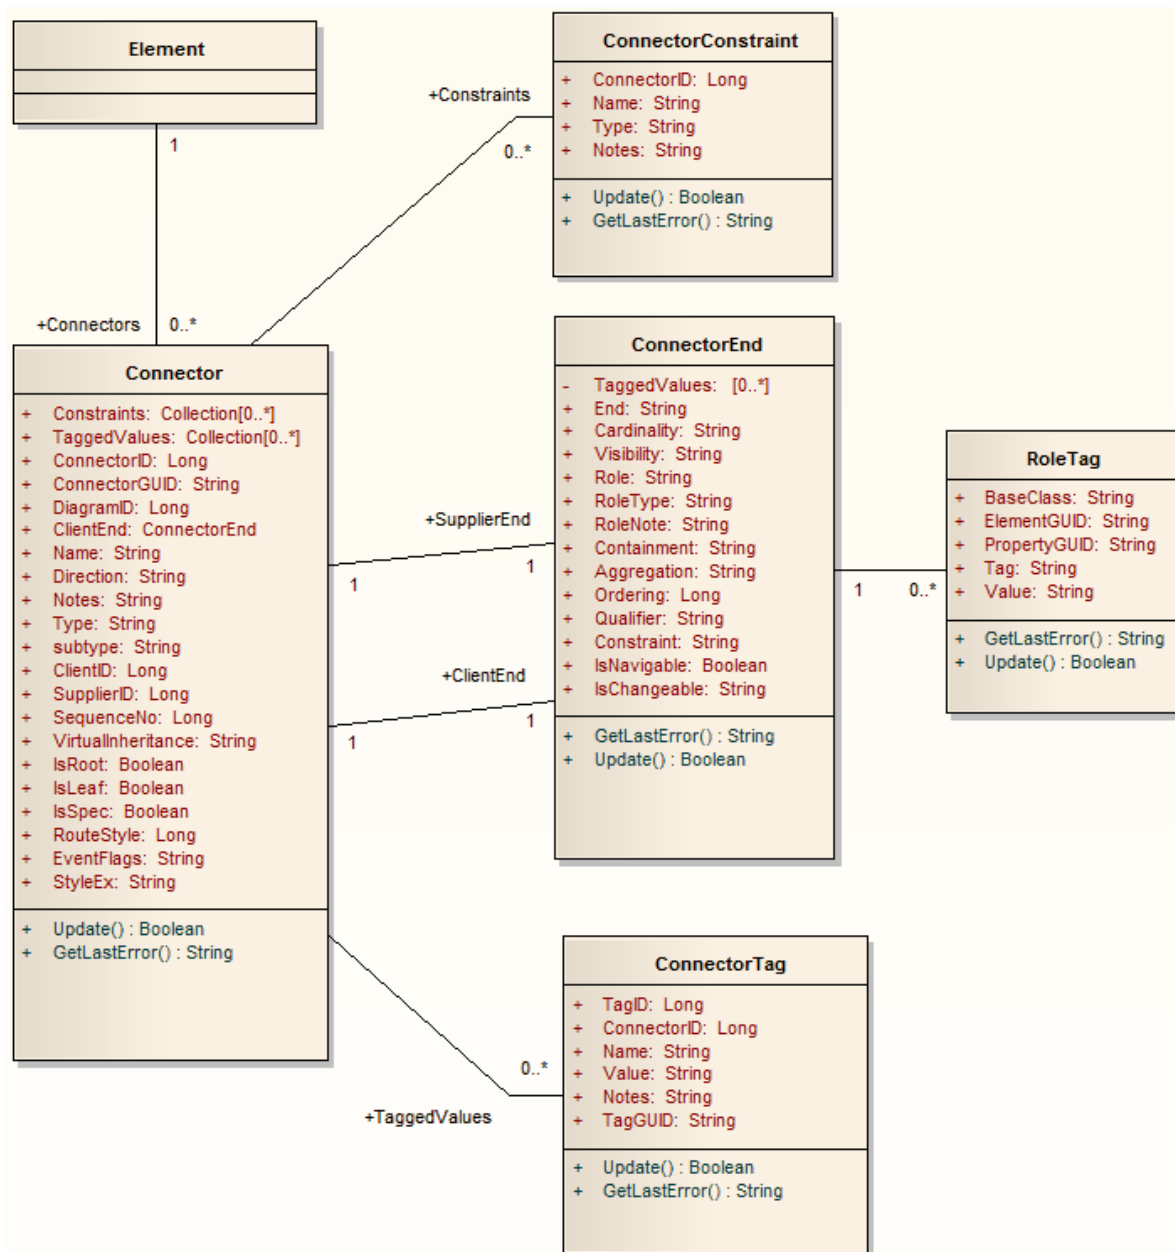 Element
1
+Connectors
0..*
ConnectorConstraint
+ ConnectorID: Long
+ Name: String
+ Type: String
+ Notes: String
+ Update() : Boolean
+ GetLastError() : String
+Constraints
0..*
Connector
+ Constraints: Collection[0..*]
+ TaggedValues: Collection[0..*]
+ ConnectorID: Long
+ ConnectorGUID: String
+ DiagramID: Long
+ ClientEnd: ConnectorEnd
+ Name: String
+ Direction: String
+ Notes: String
+ Type: String
+ subtype: String
+ ClientID: Long
+ SupplierID: Long
+ SequenceNo: Long
+ VirtualInheritance: String
+ IsRoot: Boolean
+ IsLeaf: Boolean
+ IsSpec: Boolean
+ RouteStyle: Long
+ EventFlags: String
+ StyleEx: String
+ Update() : Boolean
+ GetLastError() : String
+SupplierEnd
1
1
+ClientEnd
1
1
ConnectorEnd
- TaggedValues: [0..*]
+ End: String
+ Cardinality: String
+ Visibility: String
+ Role: String
+ RoleType: String
+ RoleNote: String
+ Containment: String
+ Aggregation: String
+ Ordering: Long
+ Qualifier: String
+ Constraint: String
+ IsNavigable: Boolean
+ IsChangeable: String
+ GetLastError() : String
+ Update() : Boolean
1
0..*
RoleTag
+ BaseClass: String
+ ElementGUID: String
+ PropertyGUID: String
+ Tag: String
+ Value: String
+ GetLastError() : String
+ Update() : Boolean
0..*
+TaggedValues
ConnectorTag
+ TagID: Long
+ ConnectorID: Long
+ Name: String
+ Value: String
+ Notes: String
+ TagGUID: String
+ Update() : Boolean
+ GetLastError() : String